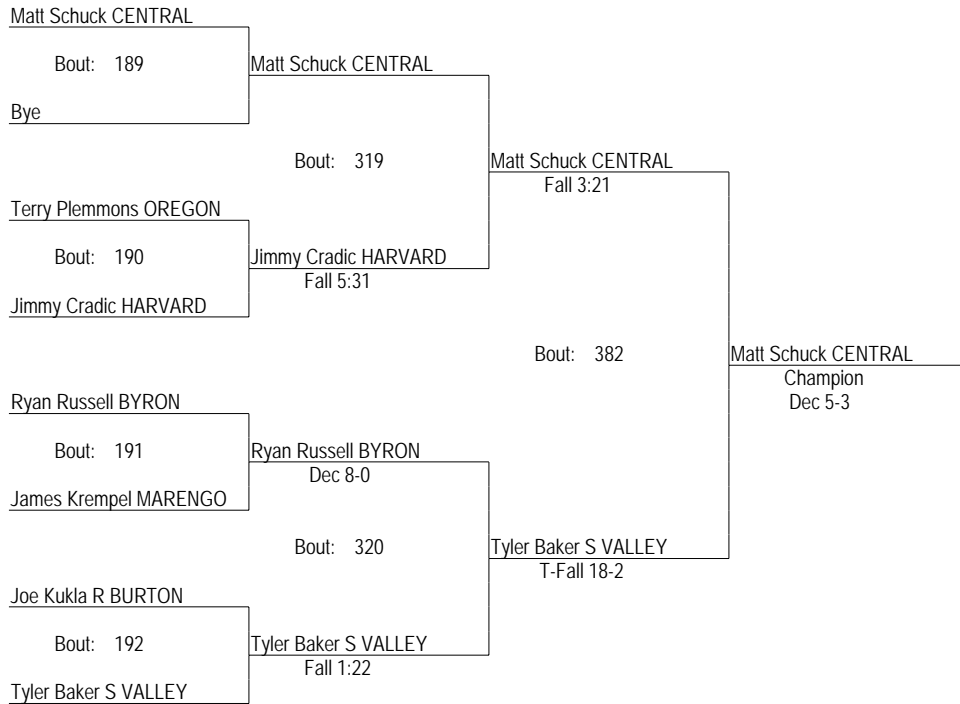 Matt Schuck CENTRAL
Bout: 189
Matt Schuck CENTRAL
Bye
Bout: 319
Matt Schuck CENTRAL
Fall 3:21
Terry Plemmons OREGON
Bout: 190
Jimmy Cradic HARVARD
Fall 5:31
Jimmy Cradic HARVARD
Bout: 382
Matt Schuck CENTRAL
Champion
Dec 5-3
Ryan Russell BYRON
Bout: 191
Ryan Russell BYRON
Dec 8-0
James Krempel MARENGO
Bout: 320
Tyler Baker S VALLEY
T-Fall 18-2
Joe Kukla R BURTON
Bout: 192
Tyler Baker S VALLEY
Fall 1:22
Tyler Baker S VALLEY